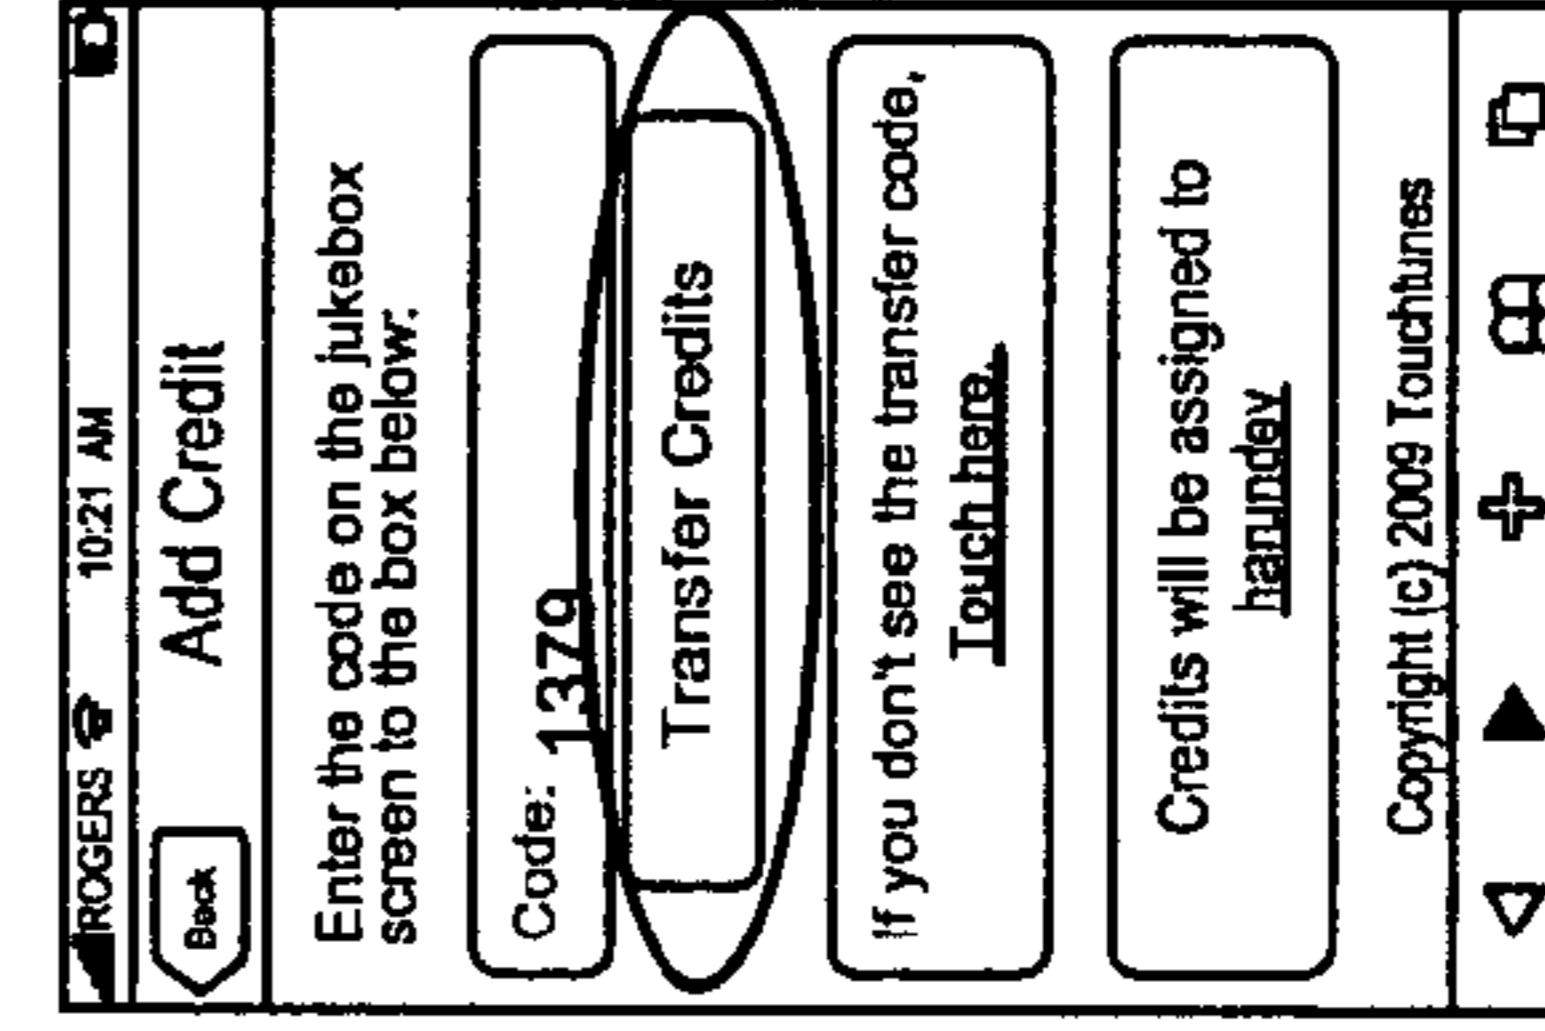 ROGERS 10:21 AM
Back Add Credit
Enter the code on the jukebox
screen to the box below:
Code: 1379
Transfer Credits
If you don't see the transfer code,
Touch here.
Credits will be assigned to
harundev
Copyright (c) 2009 Touchtunes